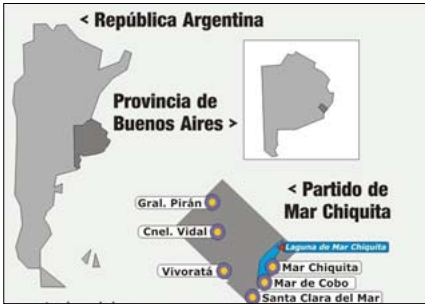 < República Argentina
Provincia de
Buenos Aires >
< Partido de
Mar Chiquita
Gral. Pirán
Cnel. Vidal
Laguna de Mar Chiquita
Vivoratá
Mar Chiquita
Mar de Cobo
Santa Clara del Mar